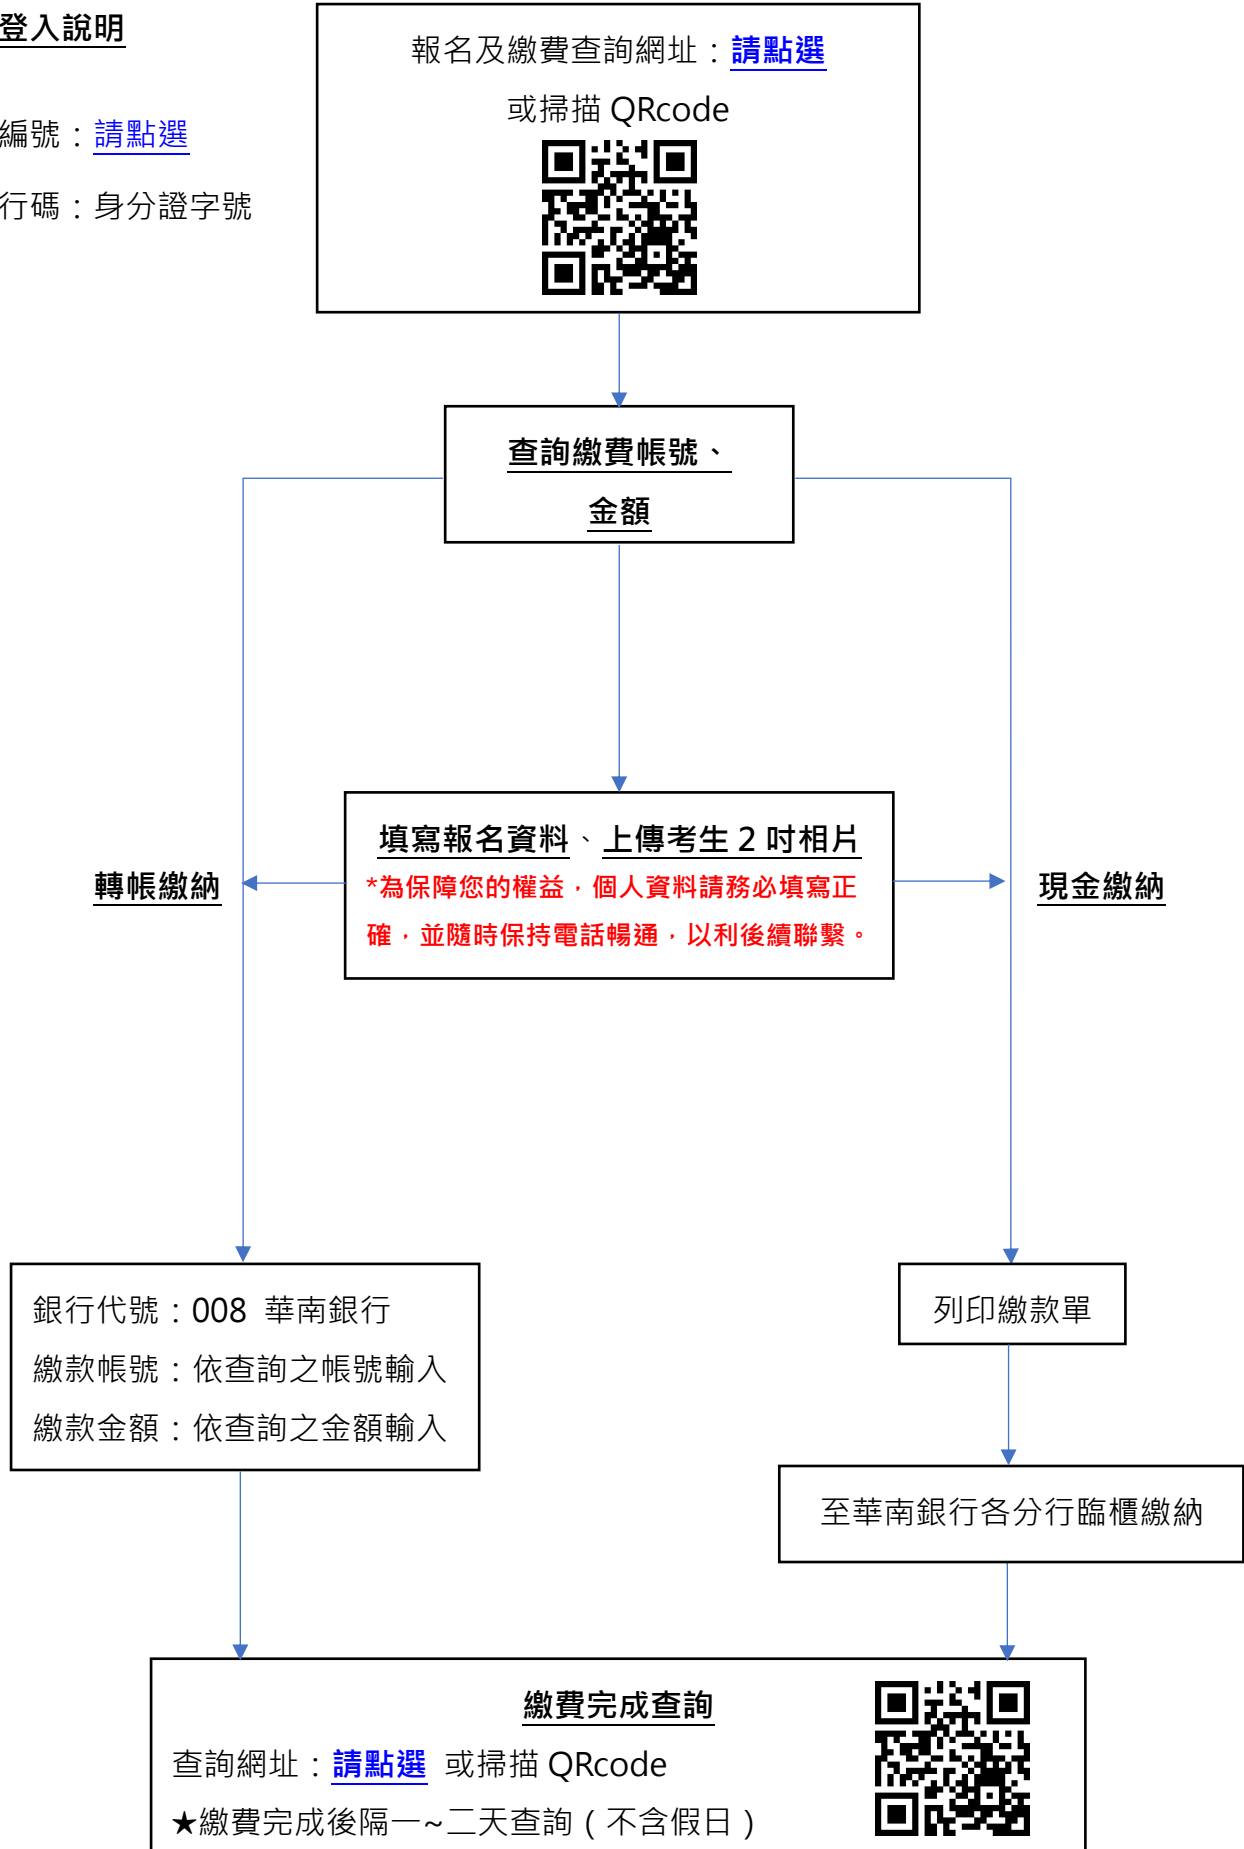 登入說明
編號：請點選
行碼：身分證字號
報名及繳費查詢網址：請點選
或掃描 QRcode
查詢繳費帳號、
金額
填寫報名資料、上傳考生 2 吋相片
*為保障您的權益，個人資料請務必填寫正
確，並隨時保持電話暢通，以利後續聯繫。
轉帳繳納
現金繳納
銀行代號：008 華南銀行
繳款帳號：依查詢之帳號輸入
繳款金額：依查詢之金額輸入
列印繳款單
至華南銀行各分行臨櫃繳納
繳費完成查詢
查詢網址：請點選 或掃描 QRcode
★繳費完成後隔一~二天查詢（不含假日）